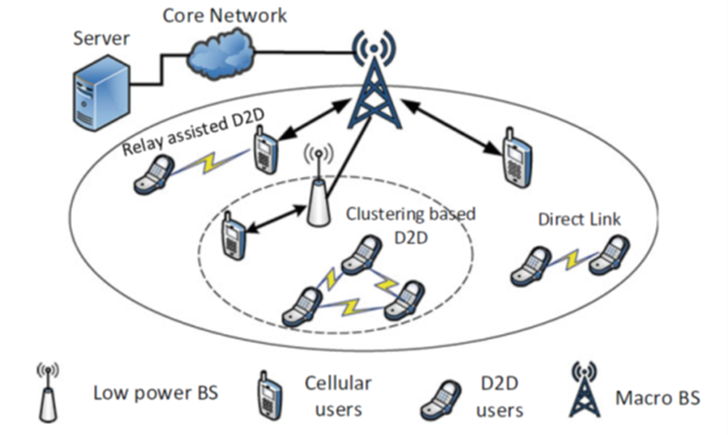 Core Network
Server
Relay assisted D2D
Clustering based
D2D
Direct Link
Low power BS
Cellular
users
D2D
users
Macro BS